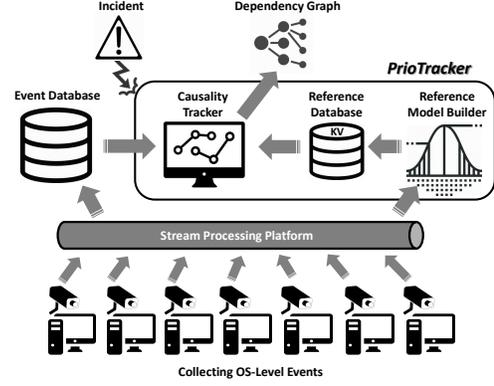 Incident
Dependency Graph
PrioTracker
Event Database
Causality
Tracker
Reference
Database
Reference
Model Builder
KV
Stream Processing Platform
Collecting OS-Level Events